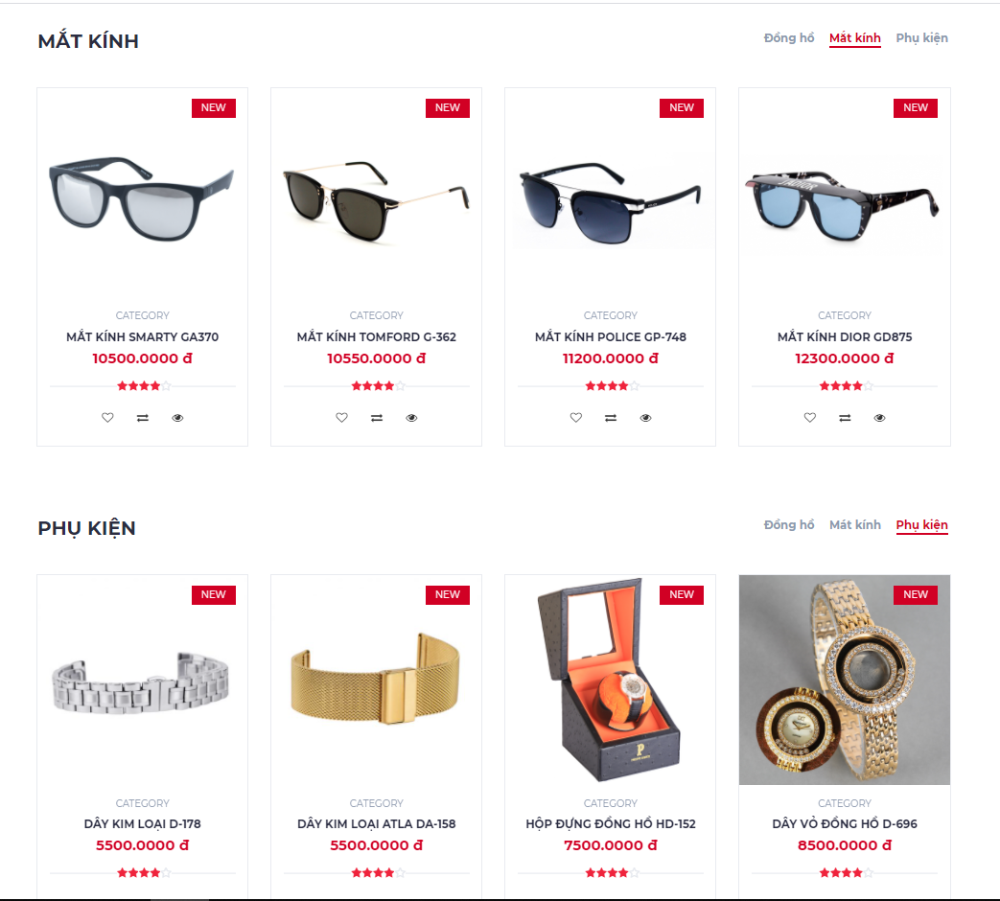 MẮT KÍNH
Đồng hồ Mắt kính Phụ kiện
NEW NEW NEW NEW
CATEGORY CATEGORY CATEGORY CATEGORY
MẮT KÍNH SMARTY GA370 MẮT KÍNH TOMFORD G-362 MẮT KÍNH POLICE GP-748 MẮT KÍNH DIOR GD875
10500.0000 đ 10550.0000 đ 11200.0000 đ 12300.0000 đ
PHỤ KIỆN
Đồng hồ Mát kính Phụ kiện
NEW NEW NEW NEW
P
CATEGORY CATEGORY CATEGORY CATEGORY
DÂY KIM LOẠI D-178 DÂY KIM LOẠI ATLA DA-158 HỘP ĐỰNG ĐỒNG HỒ HD-152 DÂY VỎ ĐỒNG HỒ D-696
5500.0000 đ 5500.0000 đ 7500.0000 đ 8500.0000 đ